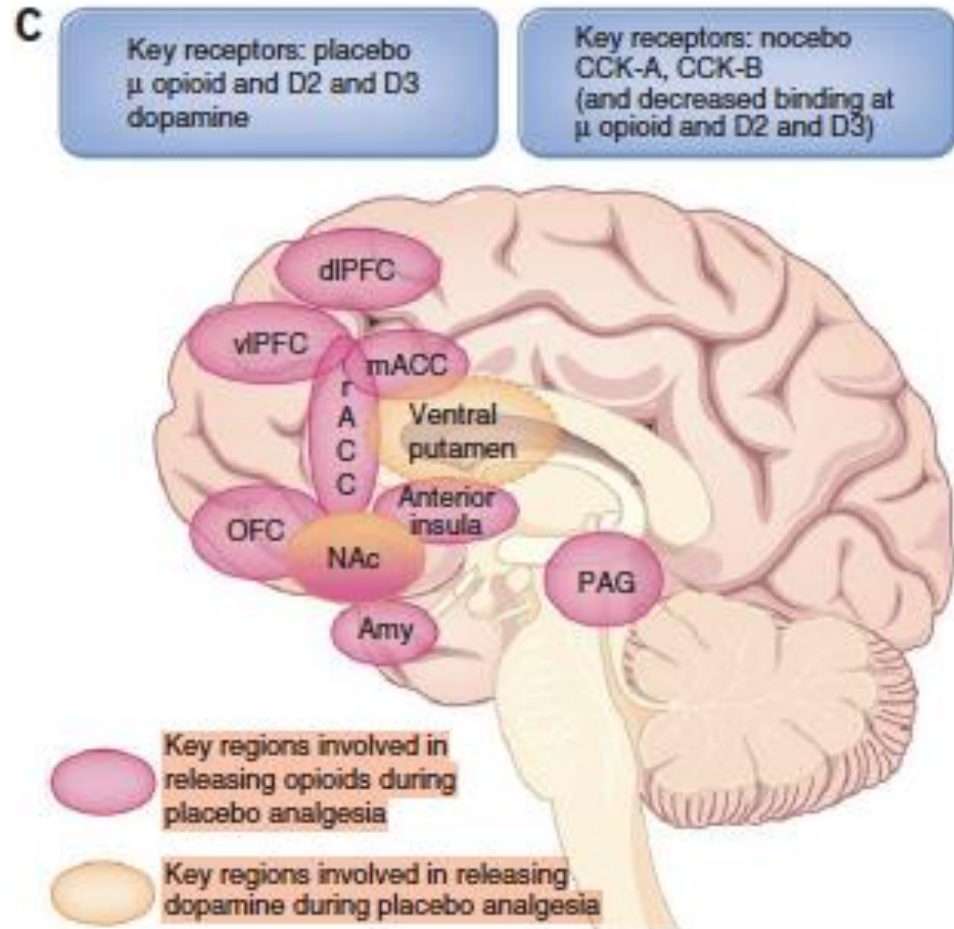 C
Key receptors: placebo
μ opioid and D2 and D3
dopamine
Key receptors: nocebo
CCK-A, CCK-B
(and decreased binding at
μ opioid and D2 and D3)
dlPFC
vlPFC
mACC
rACC
Ventral
putamen
Anterior
insula
OFC
NAc
PAG
Amy
Key regions involved in
releasing opioids during
placebo analgesia
Key regions involved in releasing
dopamine during placebo analgesia